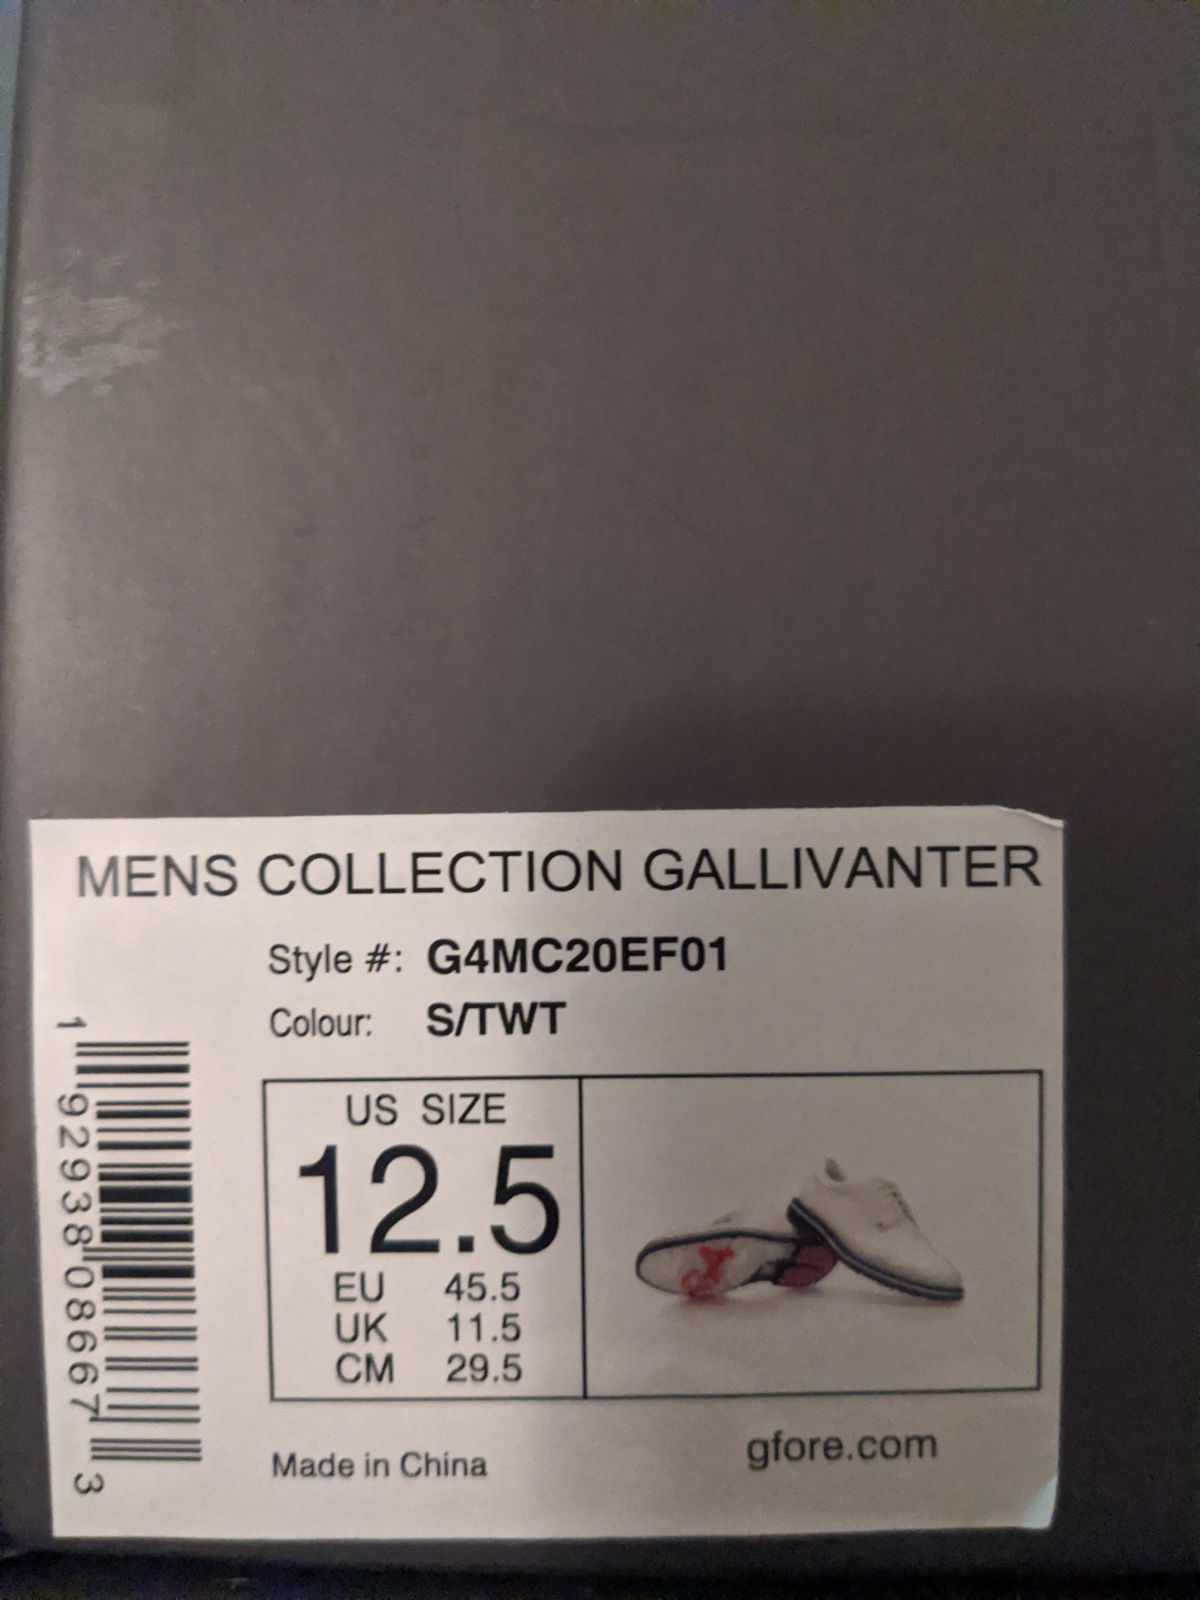 MENS COLLECTION GALLIVANTER
Style #: G4MC20EF01
Colour: S/TWT
1 92938 08667 3
US SIZE
12.5
EU 45.5
UK 11.5
CM 29.5
Made in China
gfore.com